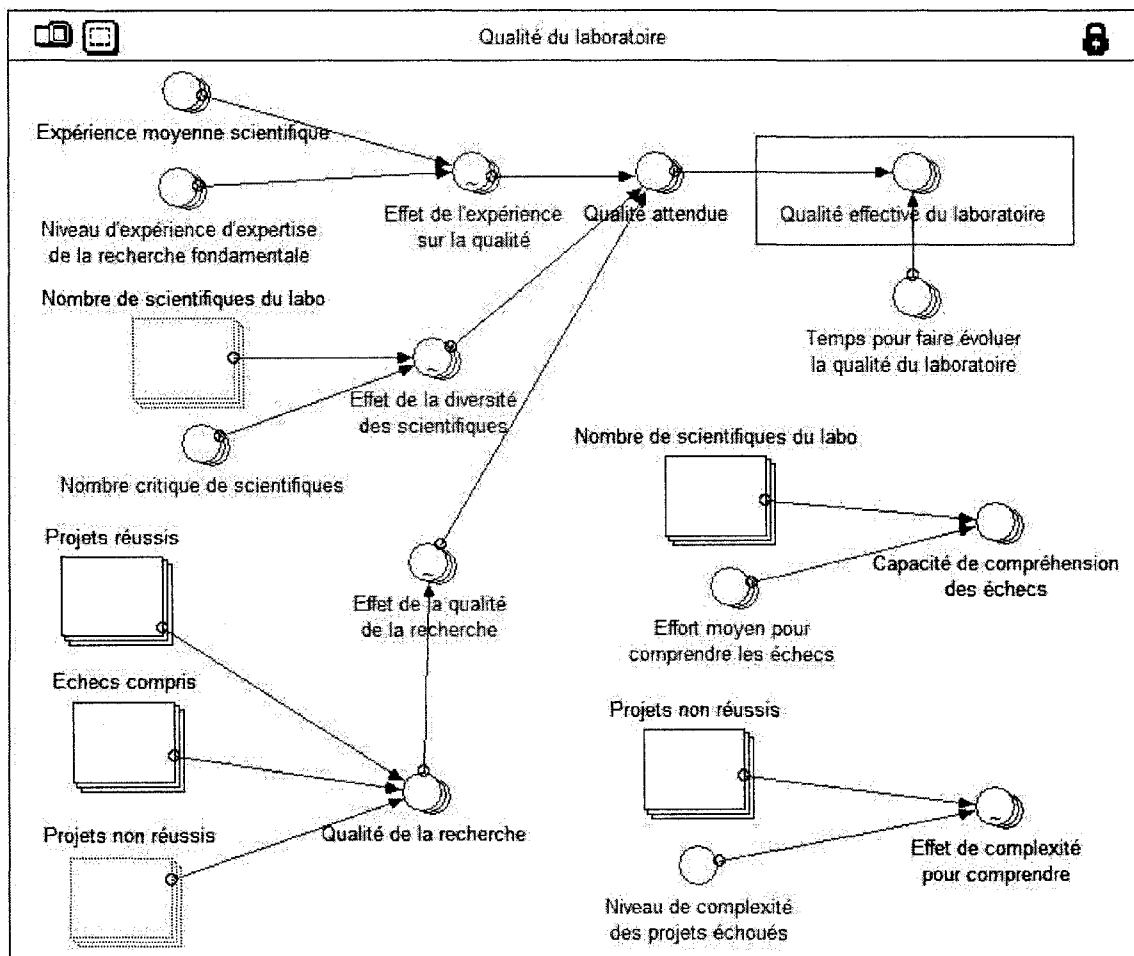 Qualité du laboratoire
Expérience moyenne scientifique
Niveau d'expérience d'expertise
de la recherche fondamentale
Effet de l'expérience
sur la qualité
Qualité attendue
Qualité effective du laboratoire
Temps pour faire évoluer
la qualité du laboratoire
Nombre de scientifiques du labo
Effet de la diversité
des scientifiques
Nombre critique de scientifiques
Nombre de scientifiques du labo
Capacité de compréhension
des échecs
Effort moyen pour
comprendre les échecs
Projets réussis
Effet de la qualité
de la recherche
Echecs compris
Projets non réussis
Qualité de la recherche
Projets non réussis
Effet de complexité
pour comprendre
Niveau de complexité
des projets échoués